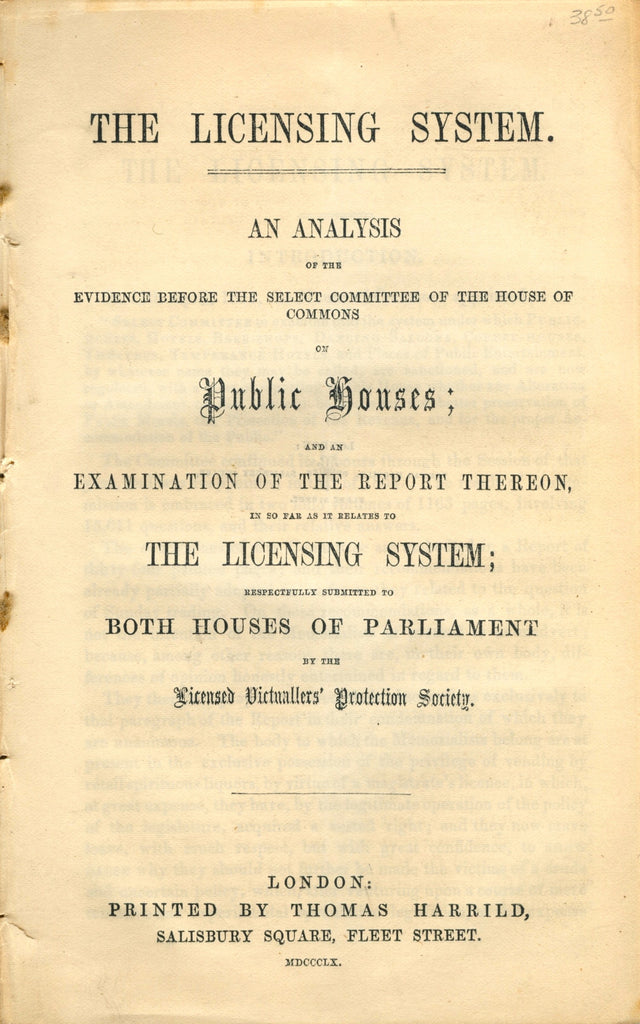 38 50
THE LICENSING SYSTEM.
AN ANALYSIS
OF THE
EVIDENCE BEFORE THE SELECT COMMITTEE OF THE HOUSE OF
COMMONS
ON
Public Houses;
AND AN
EXAMINATION OF THE REPORT THEREON,
IN SO FAR AS IT RELATES TO
THE LICENSING SYSTEM;
RESPECTFULLY SUBMITTED TO
BOTH HOUSES OF PARLIAMENT
BY THE
Licensed Victuallers' Protection Society.
LONDON:
PRINTED BY THOMAS HARRILD,
SALISBURY SQUARE, FLEET STREET.
MDCCCLX.